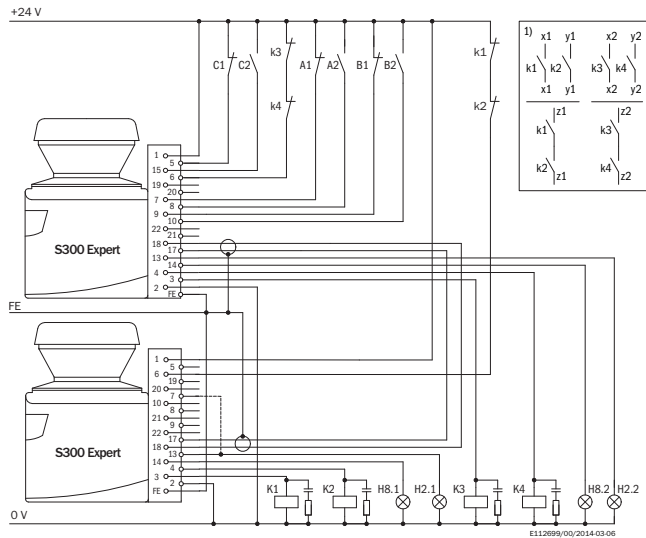 +24 V
1) x1 y1 x2 y2
k1 k2 k3 k4
x1 y1 x2 y2
z1 z2
k1 k3
k2 z1 k4 z2
C1 C2 k3 A1 A2 B1 B2 k1
k4 k2
1
5
15
6
19
20
7
8
9
10
22
21
18
17
13
14
4
3
2
FE
S300 Expert
FE
1
5
6
19
20
7
10
8
21
9
22
17
18
13
14
4
3
2
FE
S300 Expert
K1 K2 H8.1 H2.1 K3 K4 H8.2 H2.2
0 V
E112699/00/2014-03-06